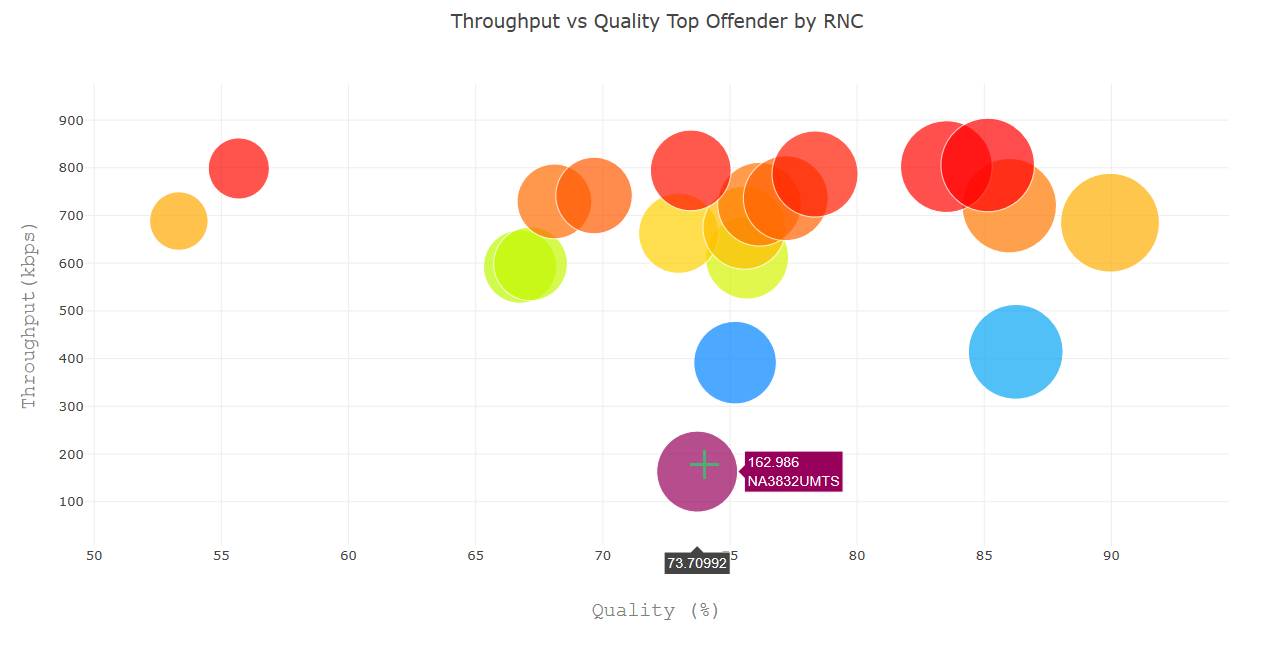 Throughput vs Quality Top Offender by RNC
900
800
700
600
500
400
300
200
100
Throughput(kbps)
162.986
NA3832UMTS
50 55 60 65 70 75 80 85 90
73.70992
Quality (%)